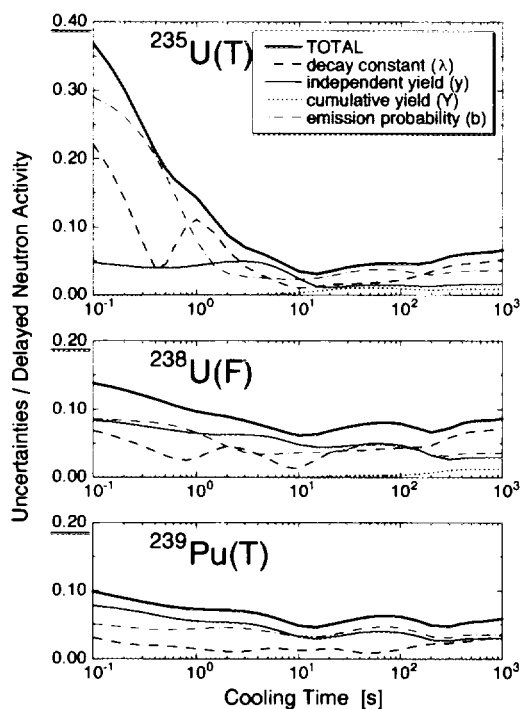 Uncertainties / Delayed Neutron Activity
0.40
0.30
0.20
0.10
0.00
²³⁵U(T)
TOTAL
decay constant (λ)
independent yield (y)
cumulative yield (Y)
emission probability (b)
10⁻¹ 10⁰ 10¹ 10² 10³
0.20
0.10
0.00
²³⁸U(F)
10⁻¹ 10⁰ 10¹ 10² 10³
0.20
0.10
0.00
²³⁹Pu(T)
10⁻¹ 10⁰ 10¹ 10² 10³
Cooling Time [s]